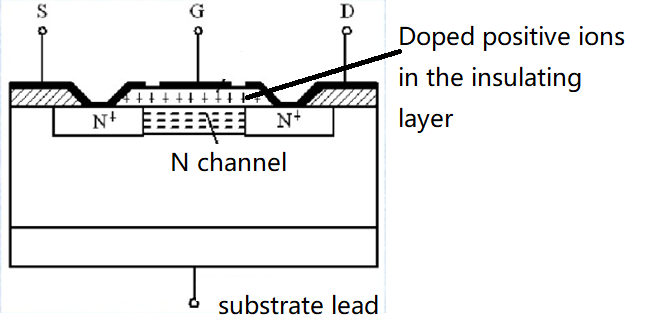 S G D
Doped positive ions
in the insulating
layer
N+ N+
N channel
substrate lead